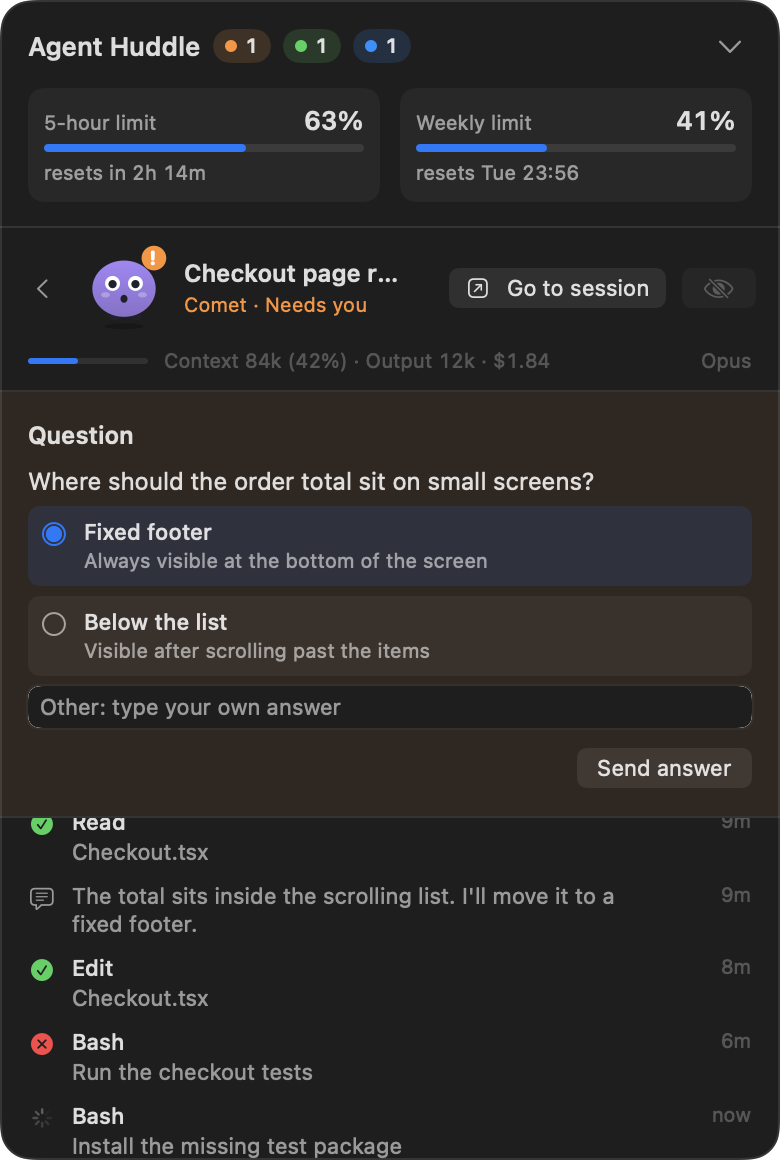 Agent Huddle 1 1 1
5-hour limit 63%
resets in 2h 14m
Weekly limit 41%
resets Tue 23:56
!
Checkout page r...
Comet · Needs you
Go to session
Context 84k (42%) · Output 12k · $1.84
Opus
Question
Where should the order total sit on small screens?
Fixed footer
Always visible at the bottom of the screen
Below the list
Visible after scrolling past the items
Other: type your own answer
Send answer
Read 9m
Checkout.tsx
The total sits inside the scrolling list. I'll move it to a 9m
fixed footer.
Edit 8m
Checkout.tsx
Bash 6m
Run the checkout tests
Bash now
Install the missing test package